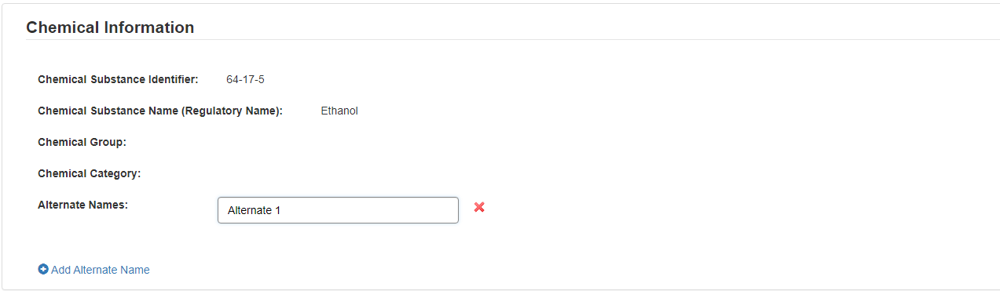 Chemical Information
Chemical Substance Identifier: 64-17-5
Chemical Substance Name (Regulatory Name): Ethanol
Chemical Group:
Chemical Category:
Alternate Names: Alternate 1
Add Alternate Name